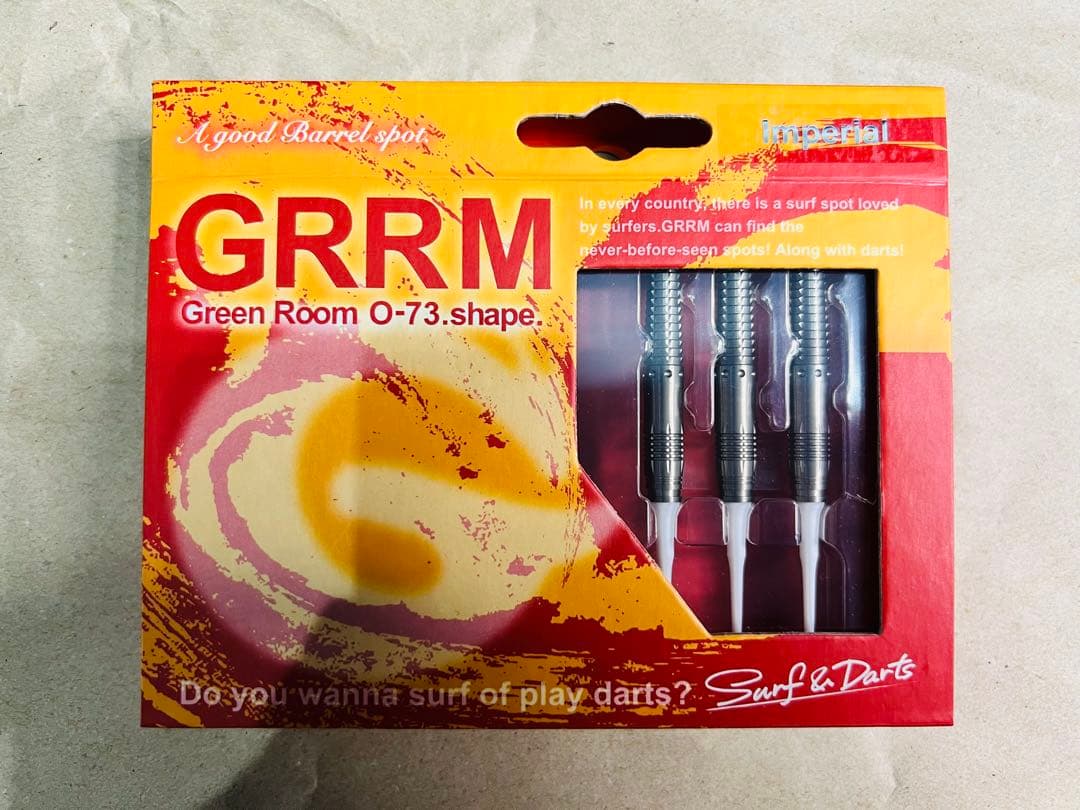 A good Barrel spot.
Imperial
GRRM
Green Room O-73.shape.
In every country, there is a surf spot loved
by surfers.GRRM can find the
never-before-seen spots! Along with darts!
Do you wanna surf of play darts?
Surf & Darts